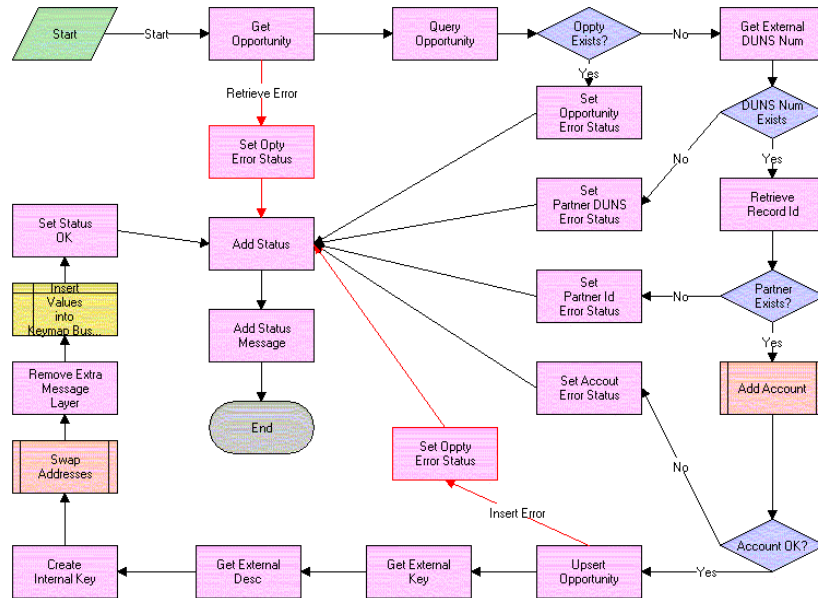 Start
Start
Get
Opportunity
Query
Opportunity
Oppty
Exists?
No
Get External
DUNS Num
Yes
Retrieve Error
Set
Opportunity
Error Status
DUNS Num
Exists
Set Opty
Error Status
No
Yes
Set
Partner DUNS
Error Status
Retrieve
Record Id
Set Status
OK
Add Status
Insert
Values
into
Keymap Bus...
Add Status
Message
Set
Partner Id
Error Status
No
Partner
Exists?
Yes
Remove Extra
Message
Layer
Set Accout
Error Status
Add Account
End
Swap
Addresses
Set Oppty
Error Status
No
Insert Error
Account OK?
Create
Internal Key
Get External
Desc
Get External
Key
Upsert
Opportunity
Yes